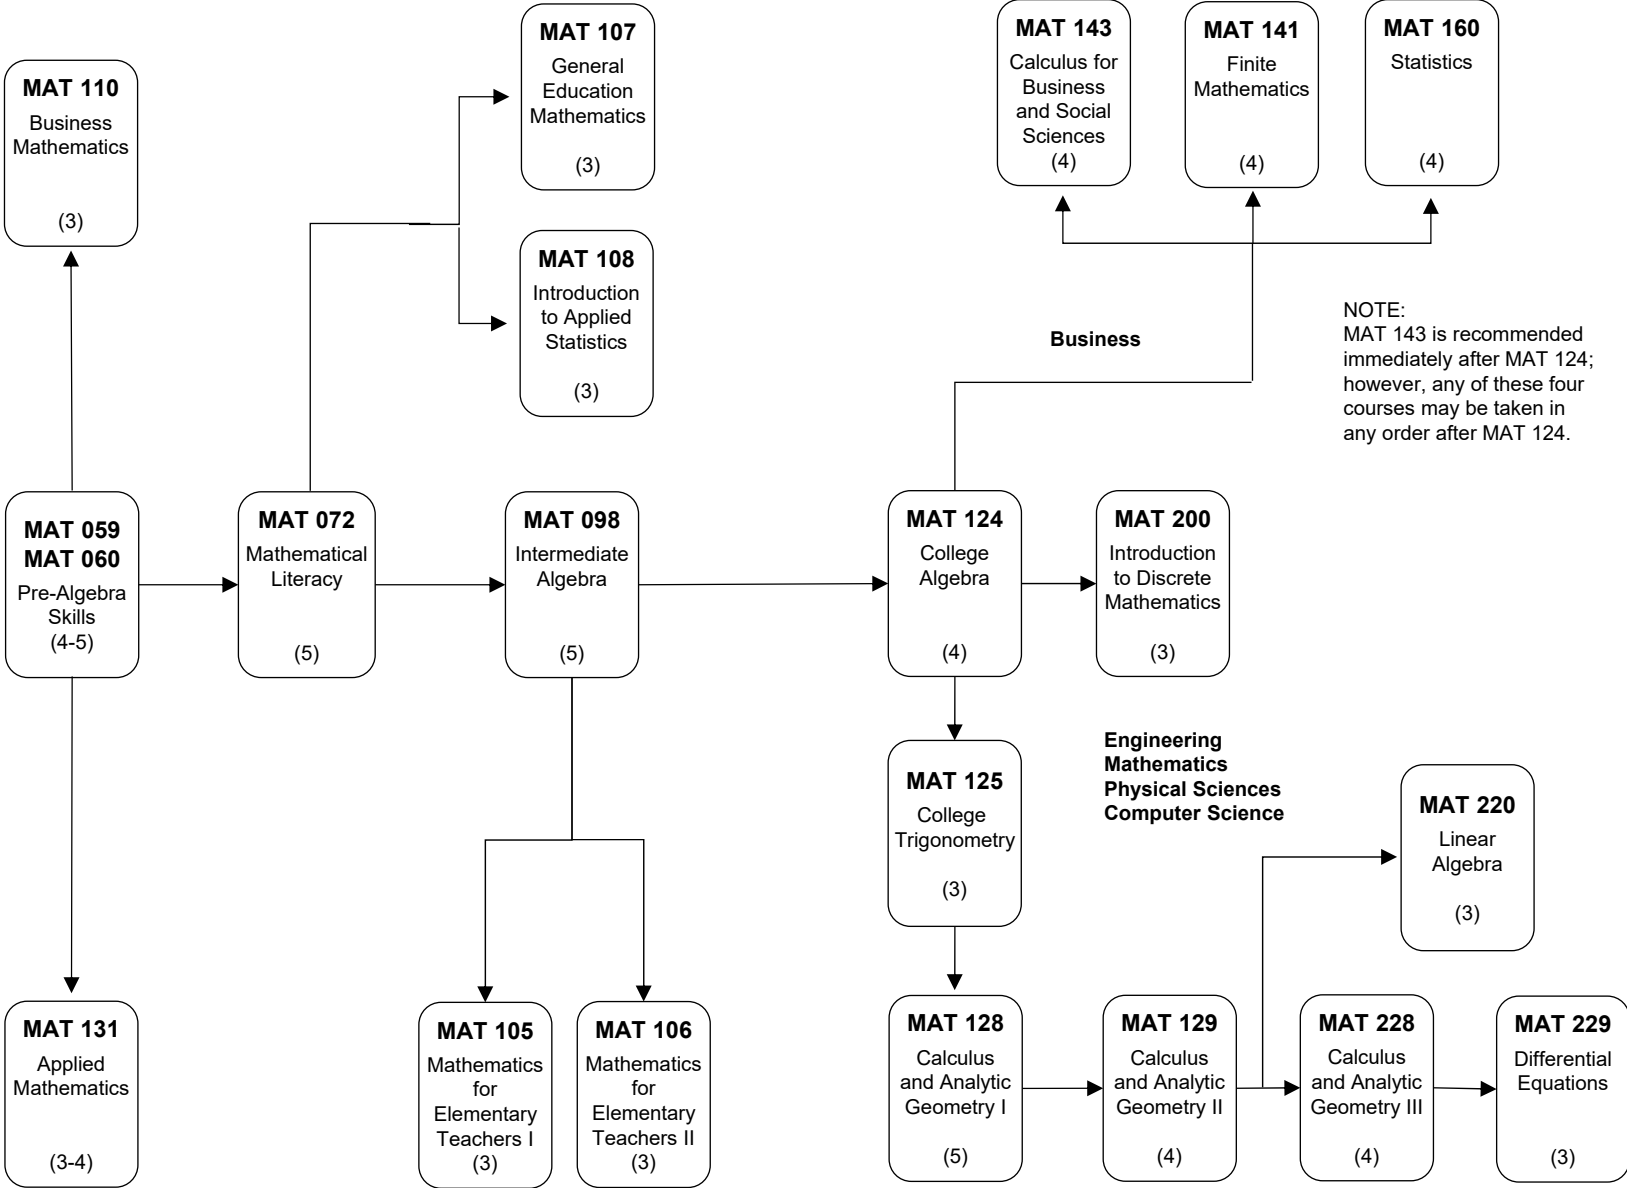 MAT 110
Business
Mathematics
(3)
MAT 107
General
Education
Mathematics
(3)
MAT 108
Introduction
to Applied
Statistics
(3)
MAT 143
Calculus for
Business
and Social
Sciences
(4)
MAT 141
Finite
Mathematics
(4)
MAT 160
Statistics
(4)
Business
NOTE:
MAT 143 is recommended
immediately after MAT 124;
however, any of these four
courses may be taken in
any order after MAT 124.
MAT 059
MAT 060
Pre-Algebra
Skills
(4-5)
MAT 072
Mathematical
Literacy
(5)
MAT 098
Intermediate
Algebra
(5)
MAT 124
College
Algebra
(4)
MAT 200
Introduction
to Discrete
Mathematics
(3)
MAT 125
College
Trigonometry
(3)
Engineering
Mathematics
Physical Sciences
Computer Science
MAT 220
Linear
Algebra
(3)
MAT 131
Applied
Mathematics
(3-4)
MAT 105
Mathematics
for
Elementary
Teachers I
(3)
MAT 106
Mathematics
for
Elementary
Teachers II
(3)
MAT 128
Calculus
and Analytic
Geometry I
(5)
MAT 129
Calculus
and Analytic
Geometry II
(4)
MAT 228
Calculus
and Analytic
Geometry III
(4)
MAT 229
Differential
Equations
(3)